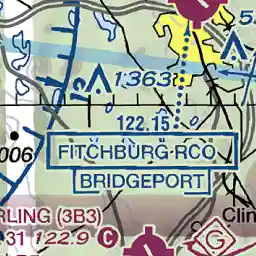 1363
122.15
006
FITCHBURG RCO
BRIDGEPORT
RLING (3B3)
Clin
31 122.9 C
G